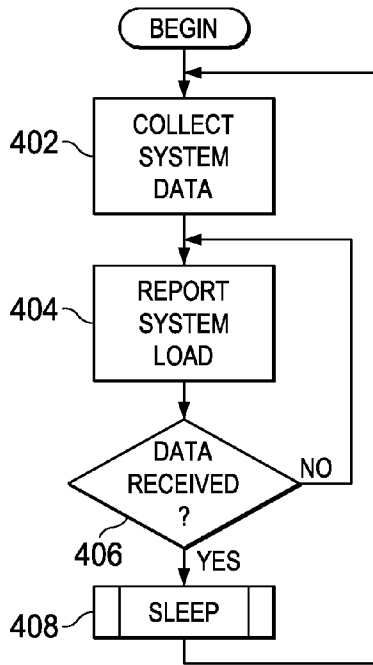 BEGIN
402
COLLECT
SYSTEM
DATA
404
REPORT
SYSTEM
LOAD
DATA
RECEIVED
?
NO
406
YES
408
SLEEP